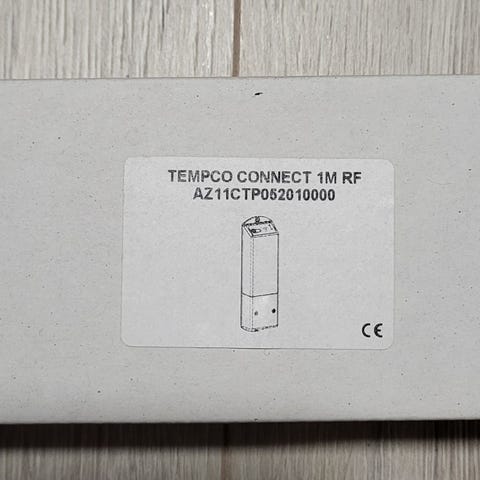 TEMPCO CONNECT 1M RF
AZ11CTP052010000
CE